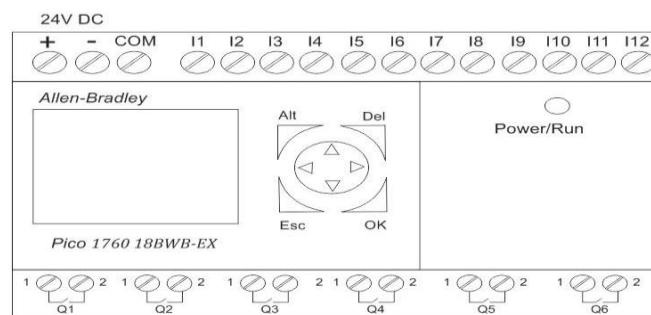 24V DC
+ - COM I1 I2 I3 I4 I5 I6 I7 I8 I9 I10 I11 I12
Allen-Bradley
Alt Del
Power/Run
Esc OK
Pico 1760 18BWB-EX
1 2 1 2 1 2 1 2 1 2 1 2
Q1 Q2 Q3 Q4 Q5 Q6